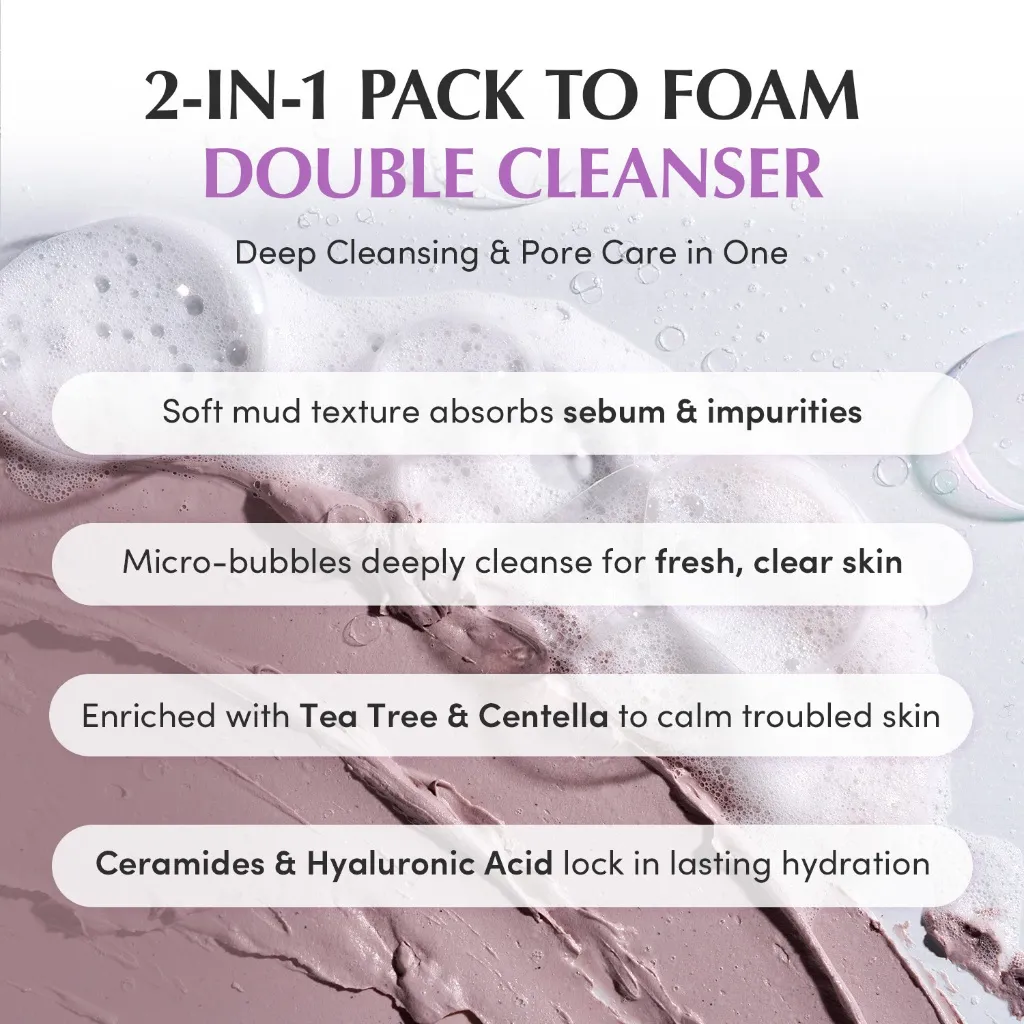 2-IN-1 PACK TO FOAM
DOUBLE CLEANSER
Deep Cleansing & Pore Care in One
Soft mud texture absorbs sebum & impurities
Micro-bubbles deeply cleanse for fresh, clear skin
Enriched with Tea Tree & Centella to calm troubled skin
Ceramides & Hyaluronic Acid lock in lasting hydration